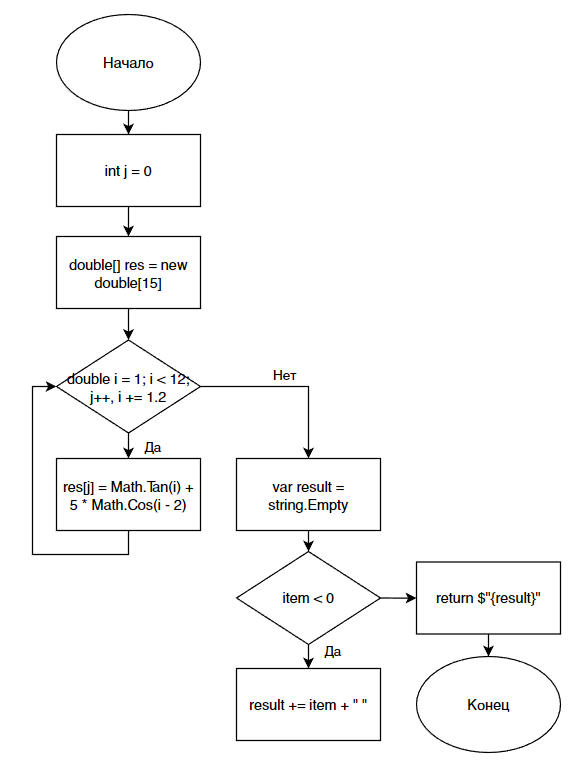 Начало
int j = 0
double[] res = new
double[15]
double i = 1; i < 12;
j++, i += 1.2
Нет
Да
res[j] = Math.Tan(i) +
5 * Math.Cos(i - 2)
var result =
string.Empty
item < 0
return $"{result}"
Да
result += item + " "
Конец